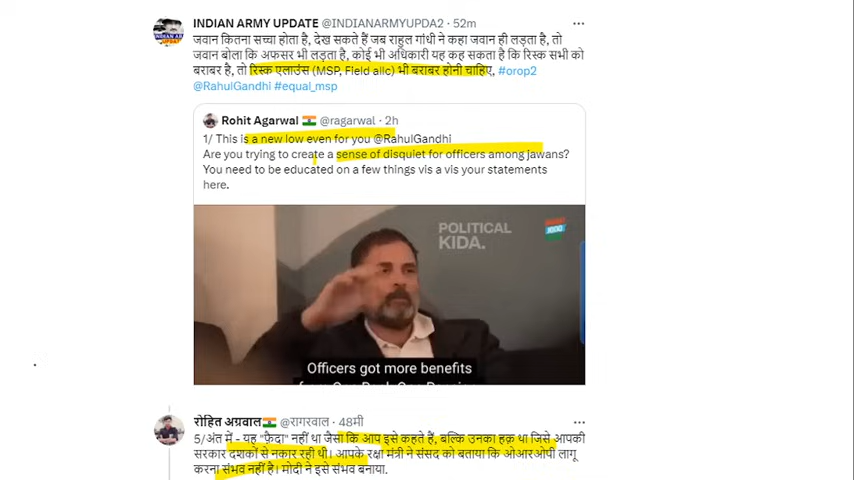 INDIAN ARMY UPDATE @INDIANARMYUPDA2 · 52m
जवान कितना सच्चा होता है, देख सकते हैं जब राहुल गांधी ने कहा जवान ही लड़ता है, तो
जवान बोला कि अफसर भी लड़ता है, कोई भी अधिकारी यह कह सकता है कि रिस्क सभी को
बराबर है, तो रिस्क एलाउंस (MSP, Field allc) भी बराबर होनी चाहिए, #orop2
@RahulGandhi #equal_msp
Rohit Agarwal @ragarwal · 2h
1/ This is a new low even for you @RahulGandhi
Are you trying to create a sense of disquiet for officers among jawans?
You need to be educated on a few things vis a vis your statements
here.
POLITICAL
KIDA.
Officers got more benefits
रोहित अग्रवाल @रागरवाल · 48मी
5/अंत में - यह "फ़ैदा" नहीं था जैसा कि आप इसे कहते हैं, बल्कि उनका हक़ था जिसे आपकी
सरकार दशकों से नकार रही थी। आपके रक्षा मंत्री ने संसद को बताया कि ओआरओपी लागू
करना संभव नहीं है। मोदी ने इसे संभव बनाया.